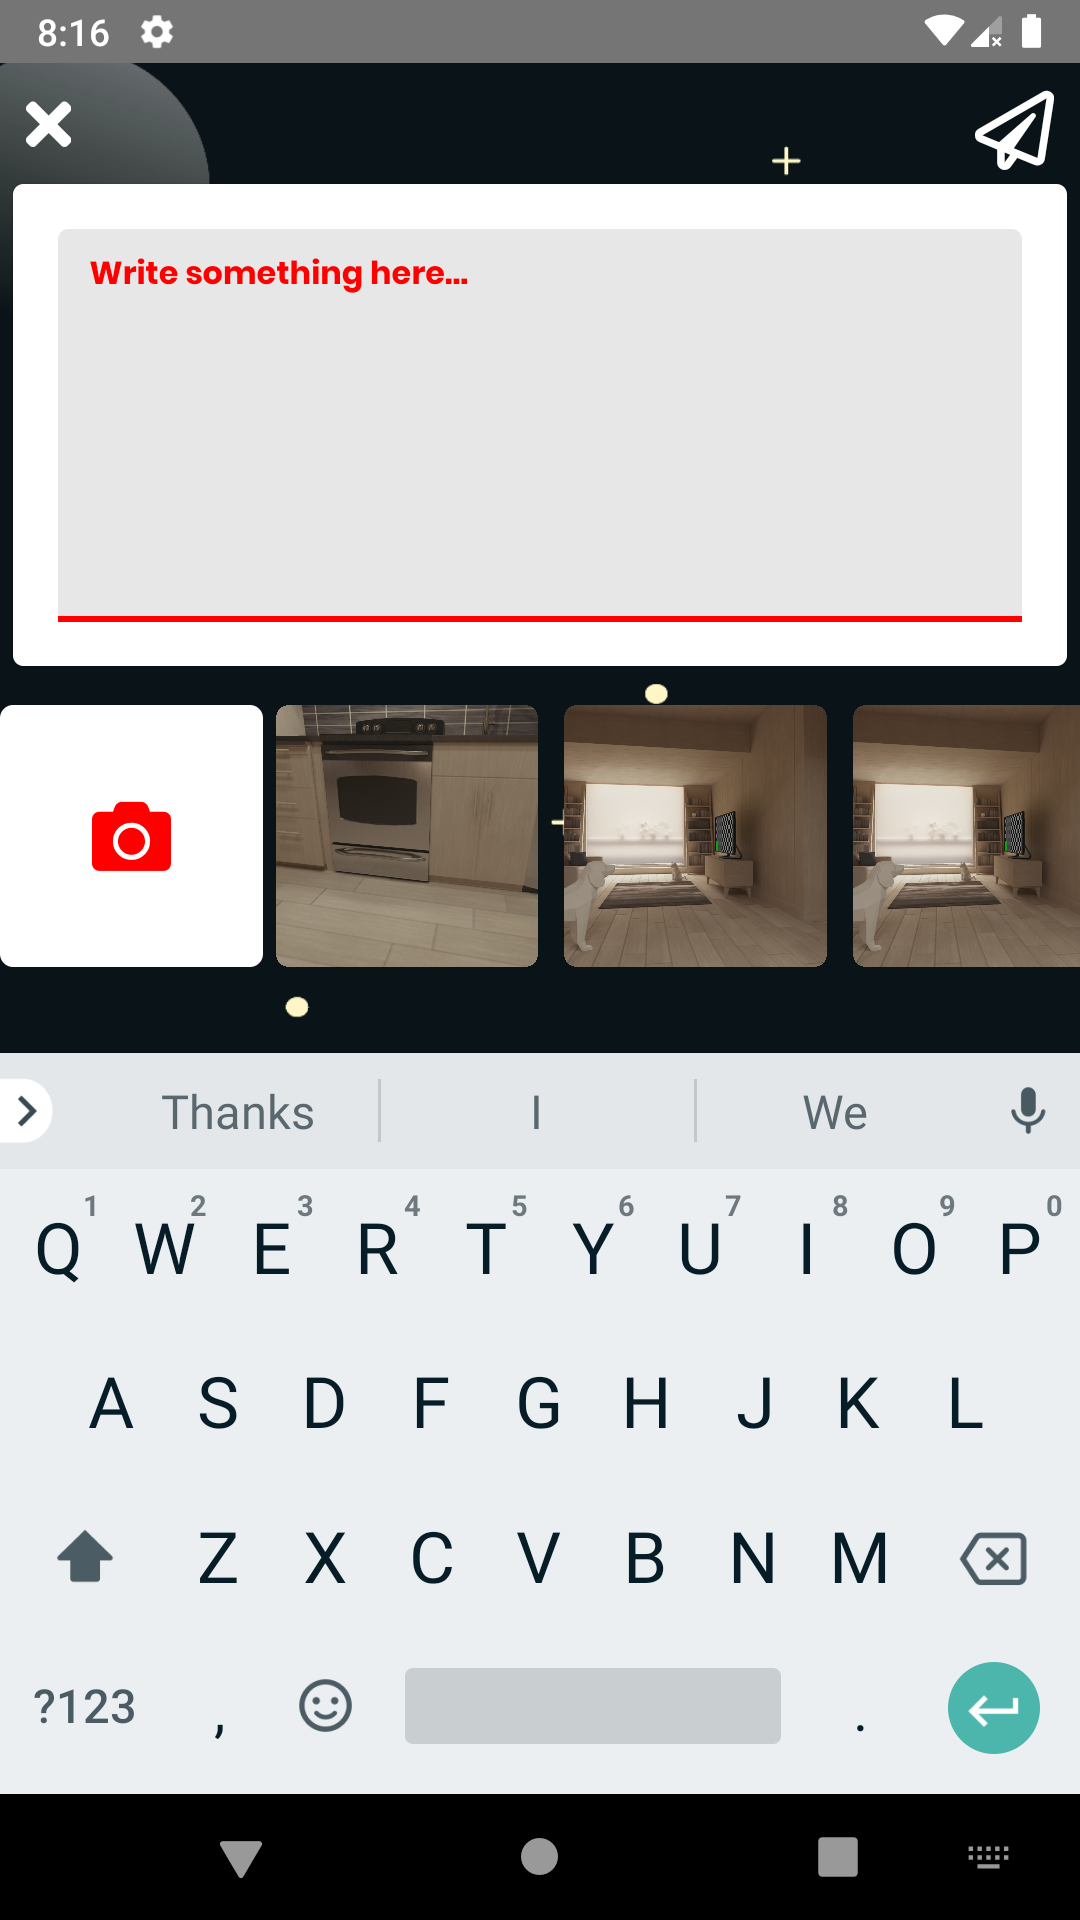 8:16
Write something here...
Thanks
I
We
1 2 3 4 5 6 7 8 9 0
Q W E R T Y U I O P
A S D F G H J K L
Z X C V B N M
?123 , .